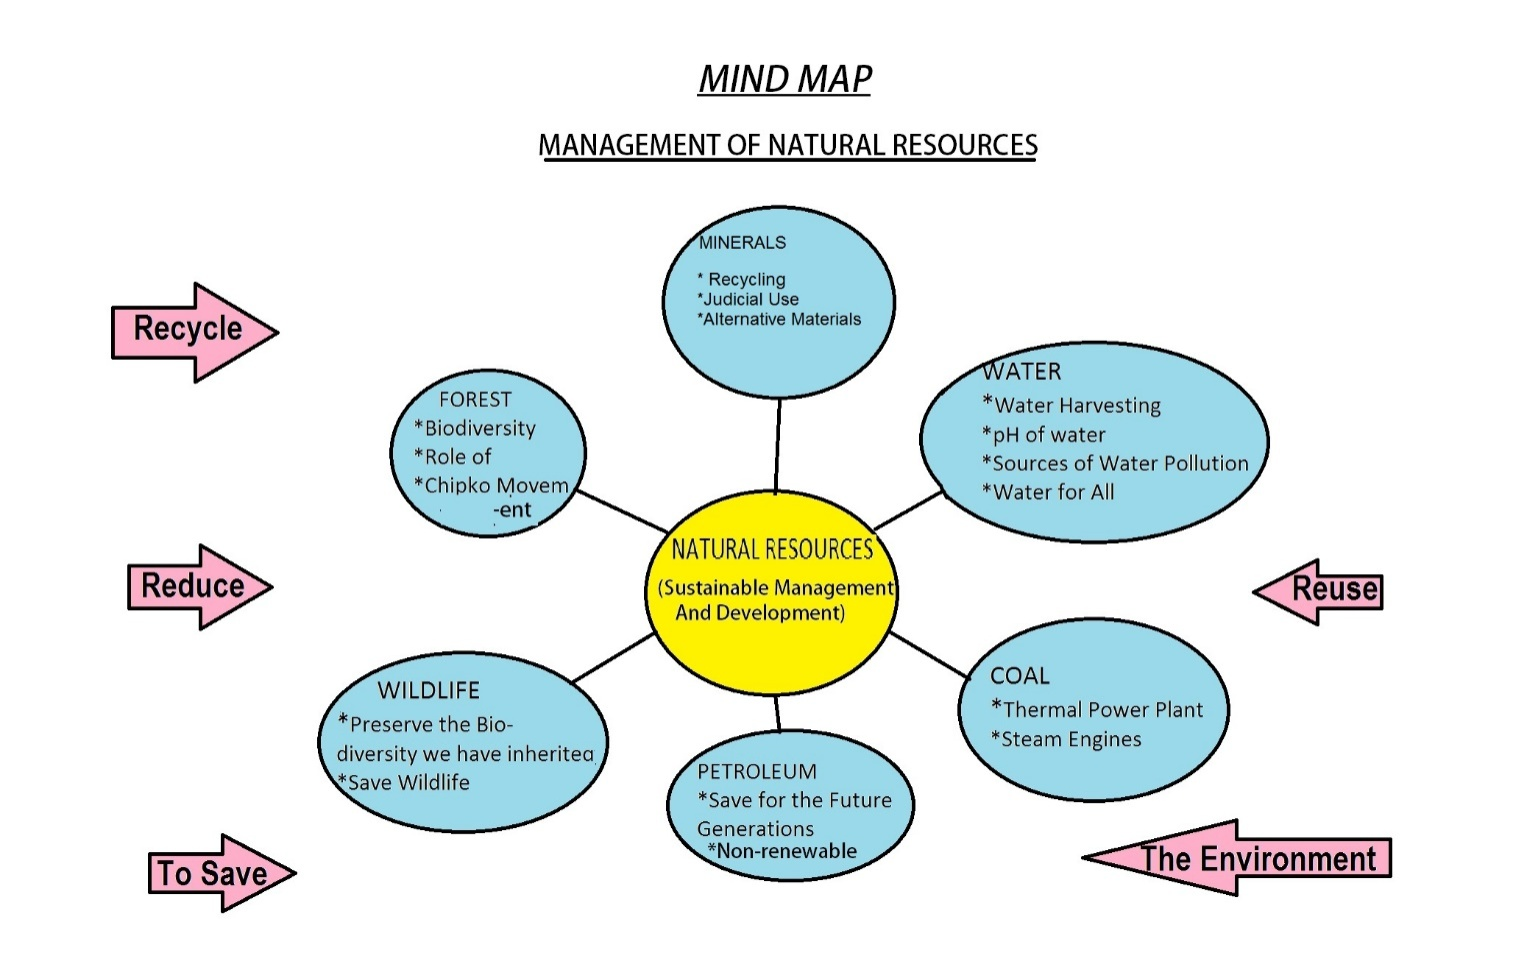 MIND MAP
MANAGEMENT OF NATURAL RESOURCES
MINERALS
* Recycling
*Judicial Use
*Alternative Materials
Recycle
FOREST
*Biodiversity
*Role of
*Chipko Movem
-ent
WATER
*Water Harvesting
*pH of water
*Sources of Water Pollution
*Water for All
NATURAL RESOURCES
(Sustainable Management
And Development)
Reduce
Reuse
WILDLIFE
*Preserve the Bio-
diversity we have inherited
*Save Wildlife
COAL
*Thermal Power Plant
*Steam Engines
PETROLEUM
*Save for the Future
Generations
*Non-renewable
To Save
The Environment